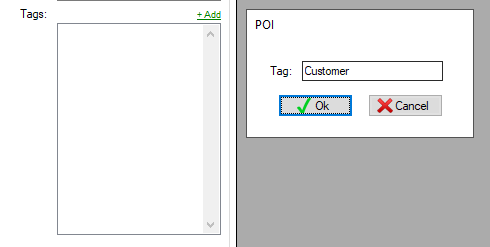 Tags:
+ Add
POI
Tag:
Customer
Ok
Cancel